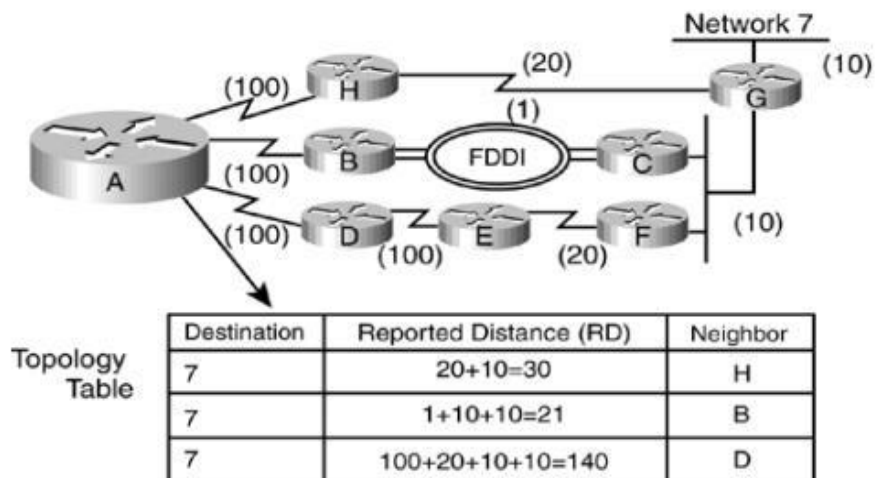 Network 7
(20)
(10)
(100)
H
G
(1)
A
B
FDDI
C
(100)
D
E
F
(10)
(100)
(100)
(20)
Topology
Table
Destination Reported Distance (RD) Neighbor
7 20+10=30 H
7 1+10+10=21 B
7 100+20+10+10=140 D